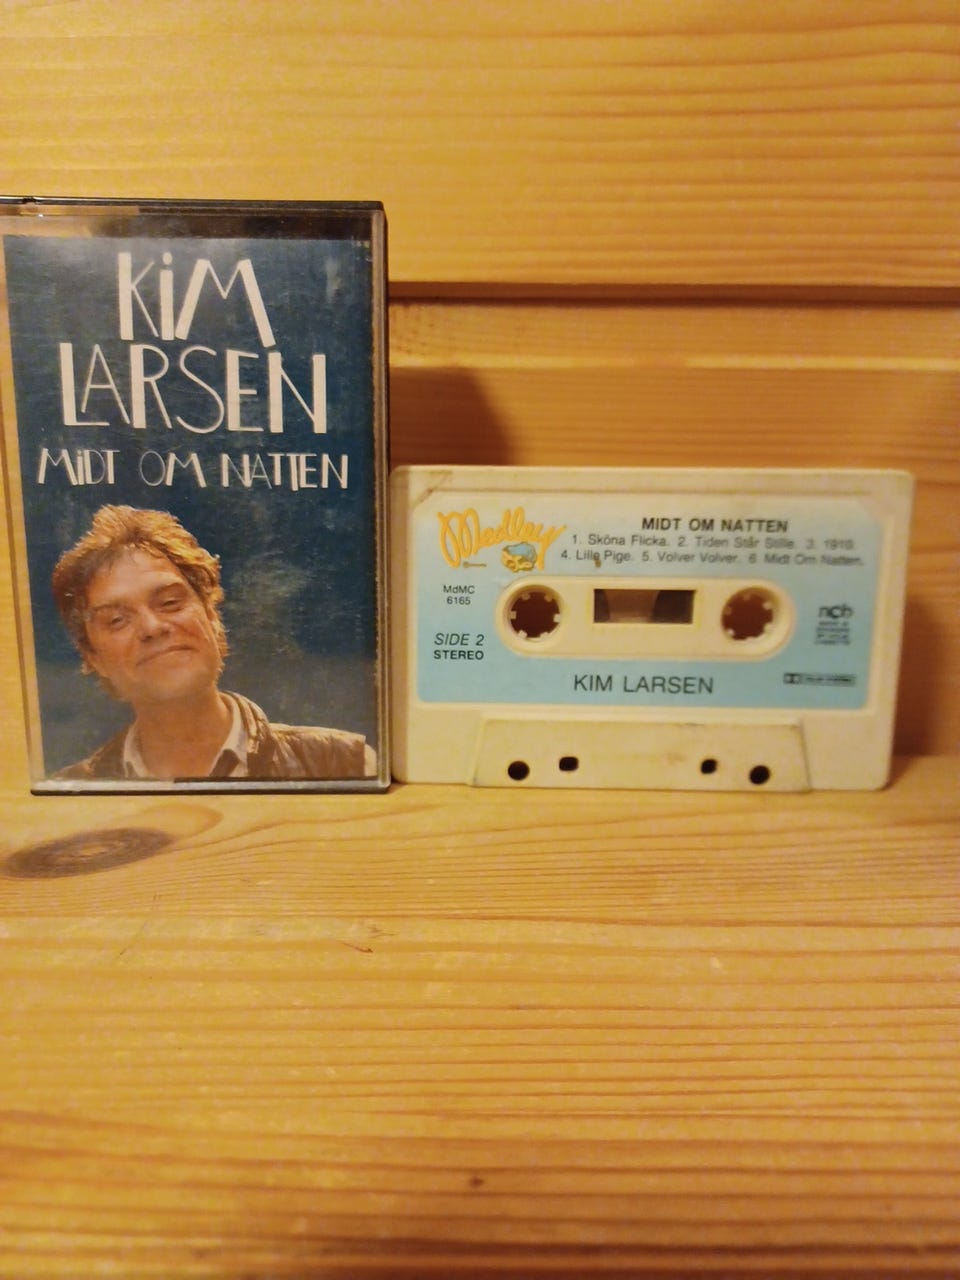 KiM
LARSEN
MiDT OM NATTEN
Medley
MIDT OM NATTEN
1. Sköna Flicka. 2. Tiden Står Stille. 3. 1910.
4. Lille Pige. 5. Volver Volver. 6. Midt Om Natten.
MdMC
6165
SIDE 2
STEREO
ncb
KIM LARSEN